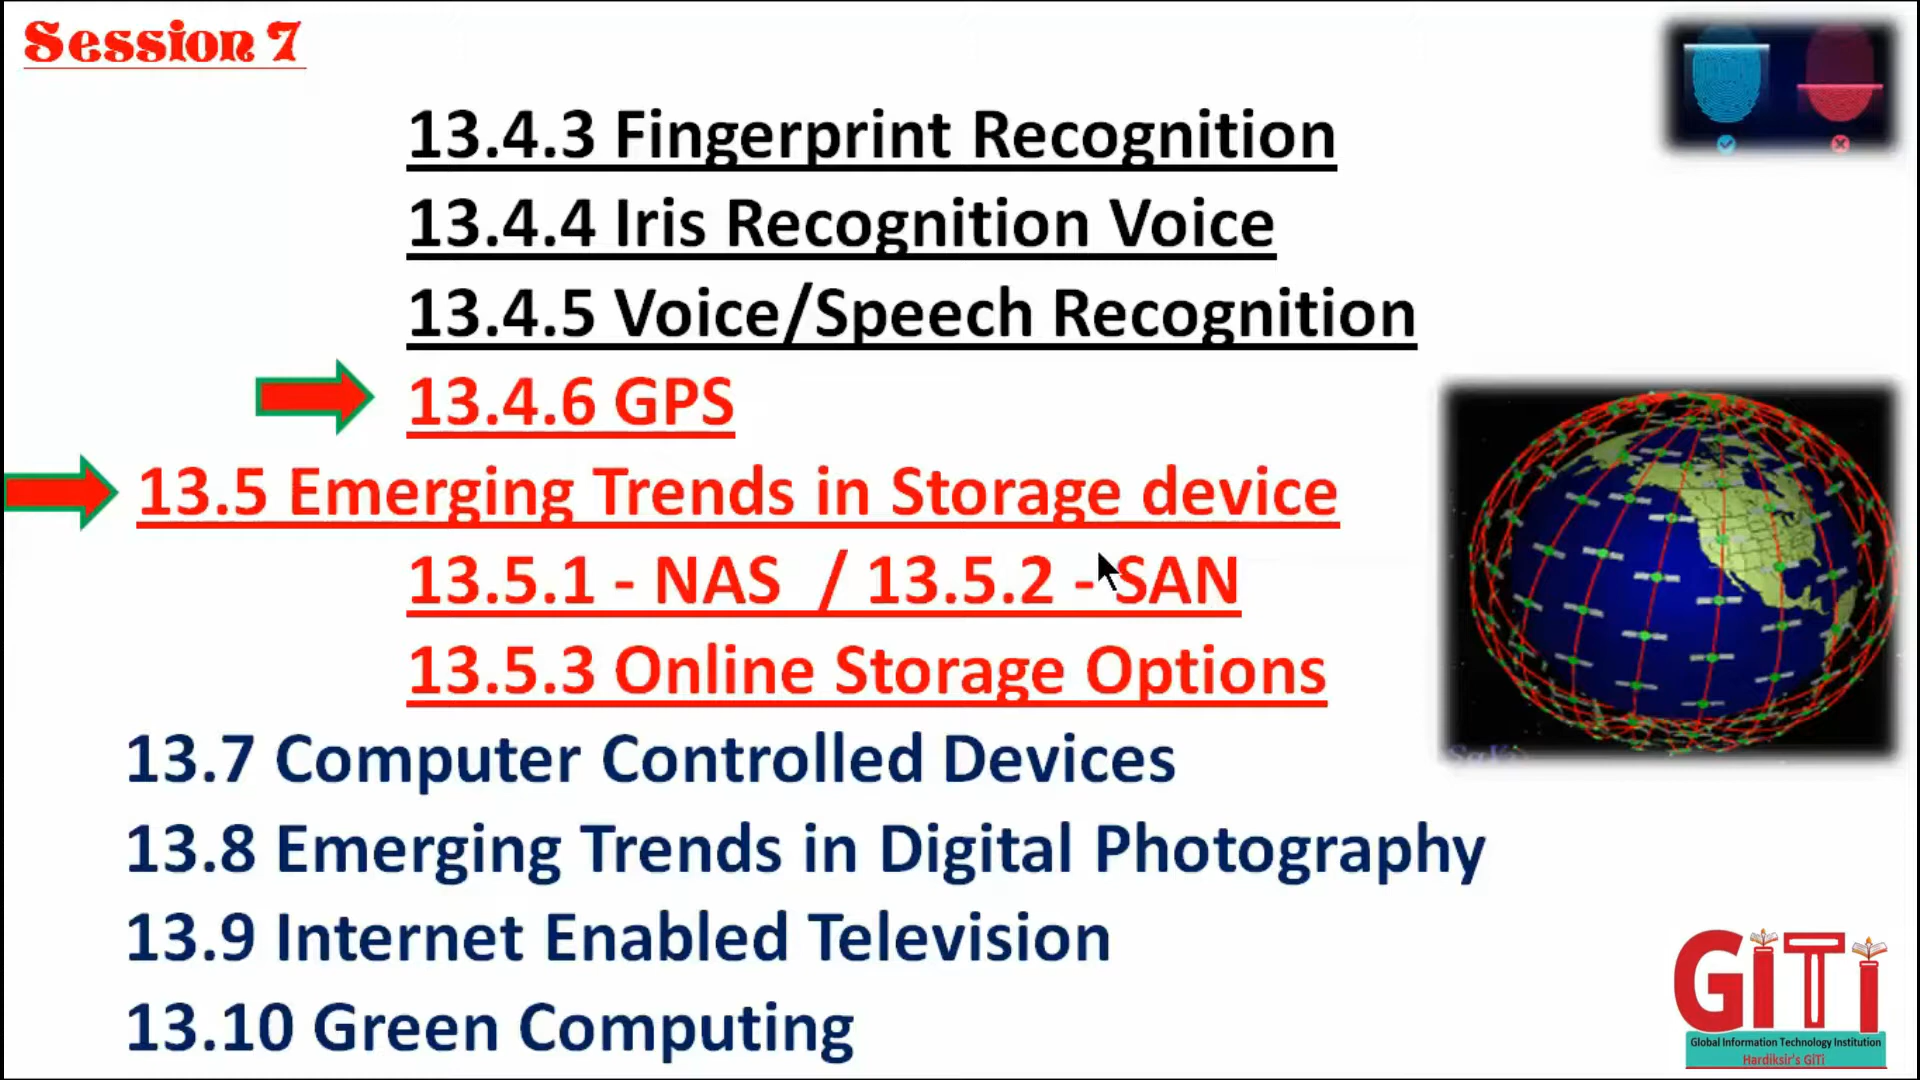 Session 7
13.4.3 Fingerprint Recognition
13.4.4 Iris Recognition Voice
13.4.5 Voice/Speech Recognition
13.4.6 GPS
13.5 Emerging Trends in Storage device
13.5.1 - NAS / 13.5.2 - SAN
13.5.3 Online Storage Options
13.7 Computer Controlled Devices
13.8 Emerging Trends in Digital Photography
13.9 Internet Enabled Television
13.10 Green Computing
GiTi
Global Information Technology Institution
Hardiksir's GiTi